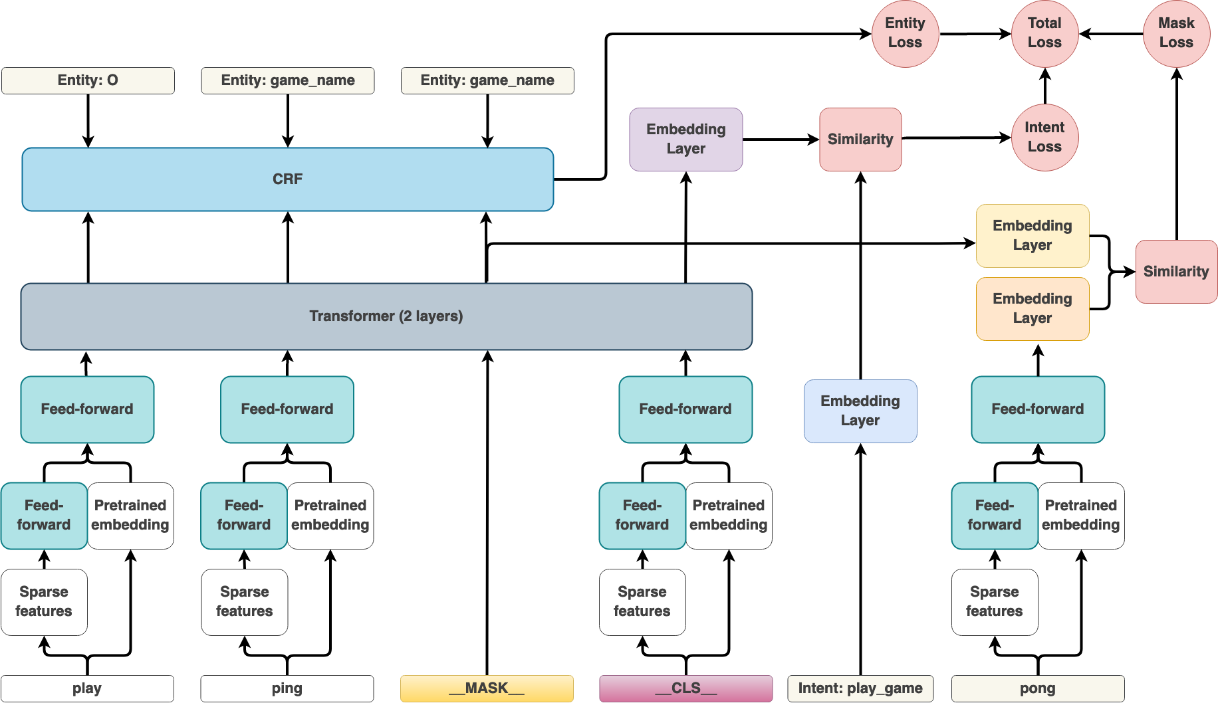 Entity
Loss
Total
Loss
Mask
Loss
Entity: O
Entity: game_name
Entity: game_name
Embedding
Layer
Similarity
Intent
Loss
CRF
Embedding
Layer
Similarity
Embedding
Layer
Transformer (2 layers)
Feed-forward
Feed-forward
Feed-forward
Embedding
Layer
Feed-forward
Feed-
forward
Pretrained
embedding
Feed-
forward
Pretrained
embedding
Feed-
forward
Pretrained
embedding
Feed-
forward
Pretrained
embedding
Sparse
features
Sparse
features
Sparse
features
Sparse
features
play
ping
__MASK__
__CLS__
Intent: play_game
pong